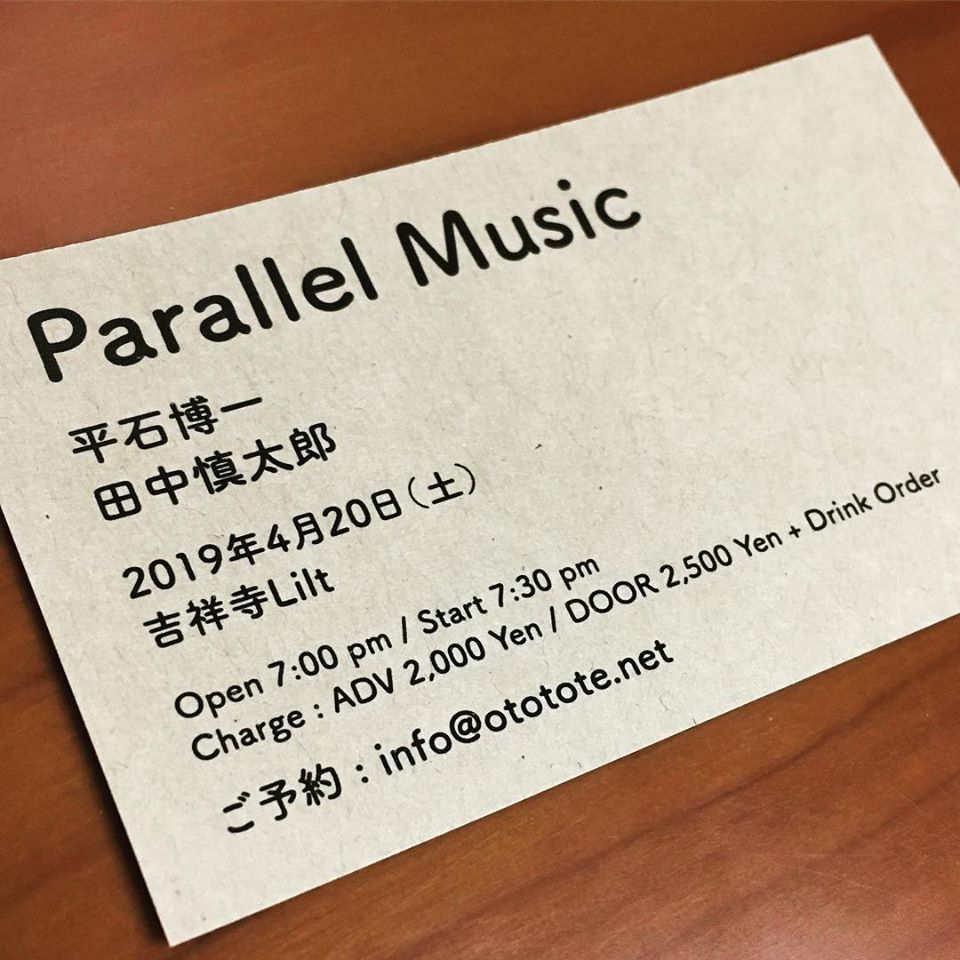 Parallel Music
平石博一
田中慎太郎
2019年4月20日（土）
吉祥寺Lilt
Open 7:00 pm / Start 7:30 pm
Charge : ADV 2,000 Yen / DOOR 2,500 Yen + Drink Order
ご予約 : info@ototote.net